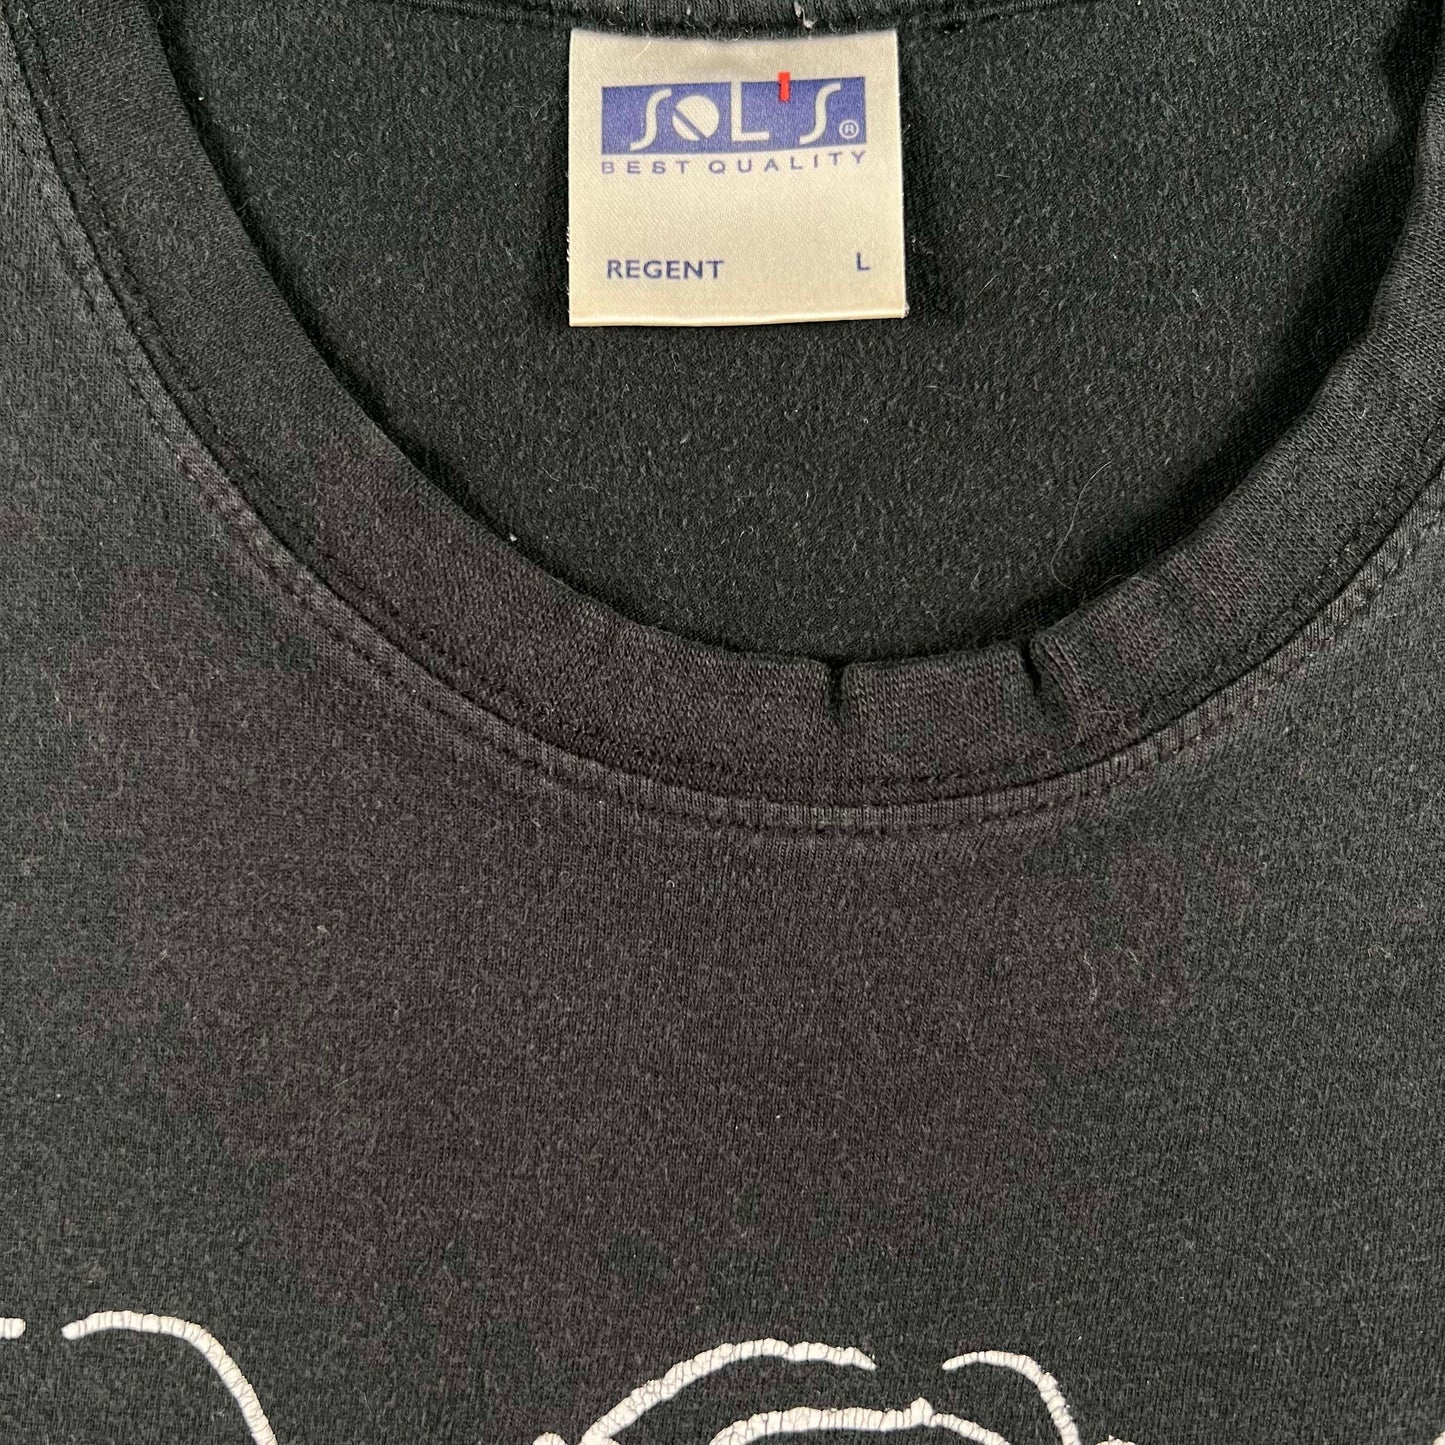 SOL'S ®
BEST QUALITY
REGENT L